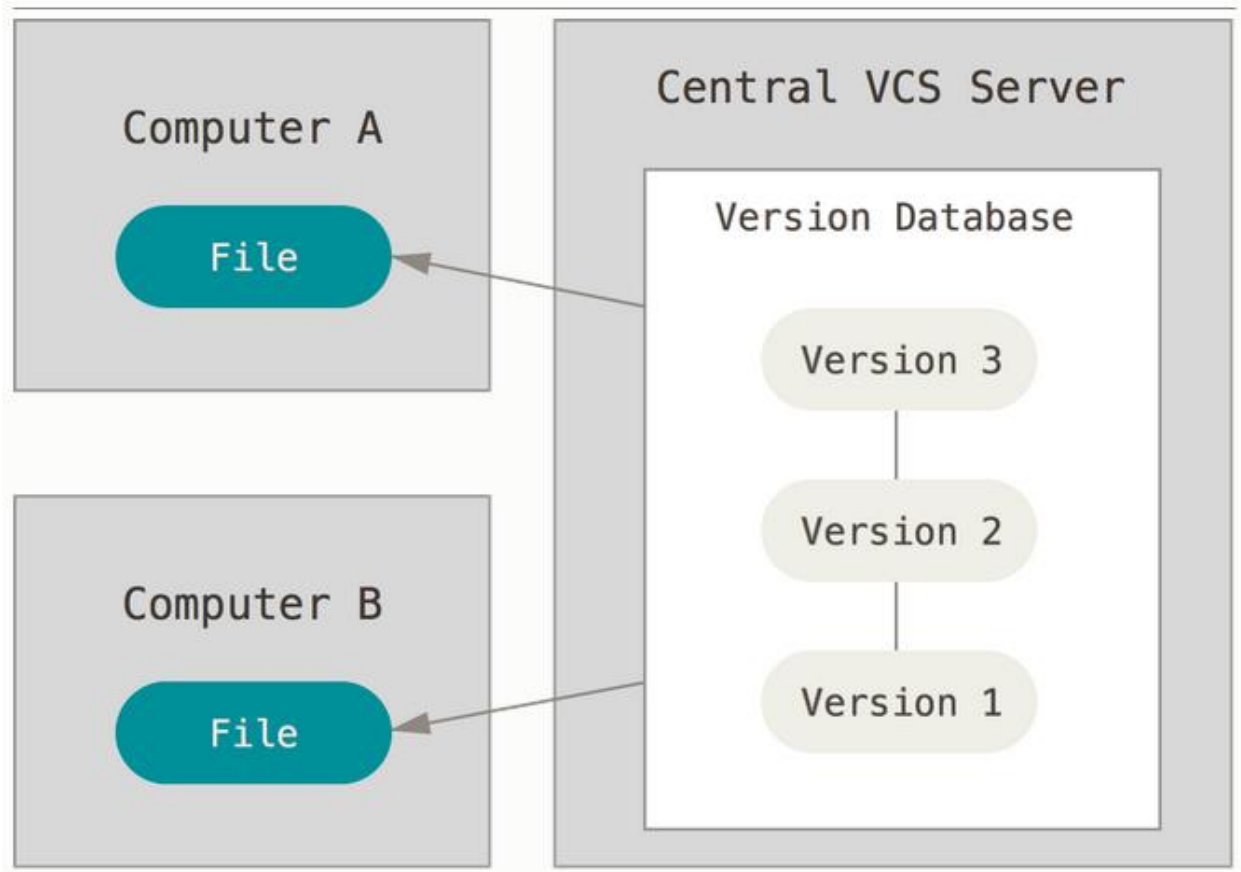 Computer A
File
Computer B
File
Central VCS Server
Version Database
Version 3
Version 2
Version 1